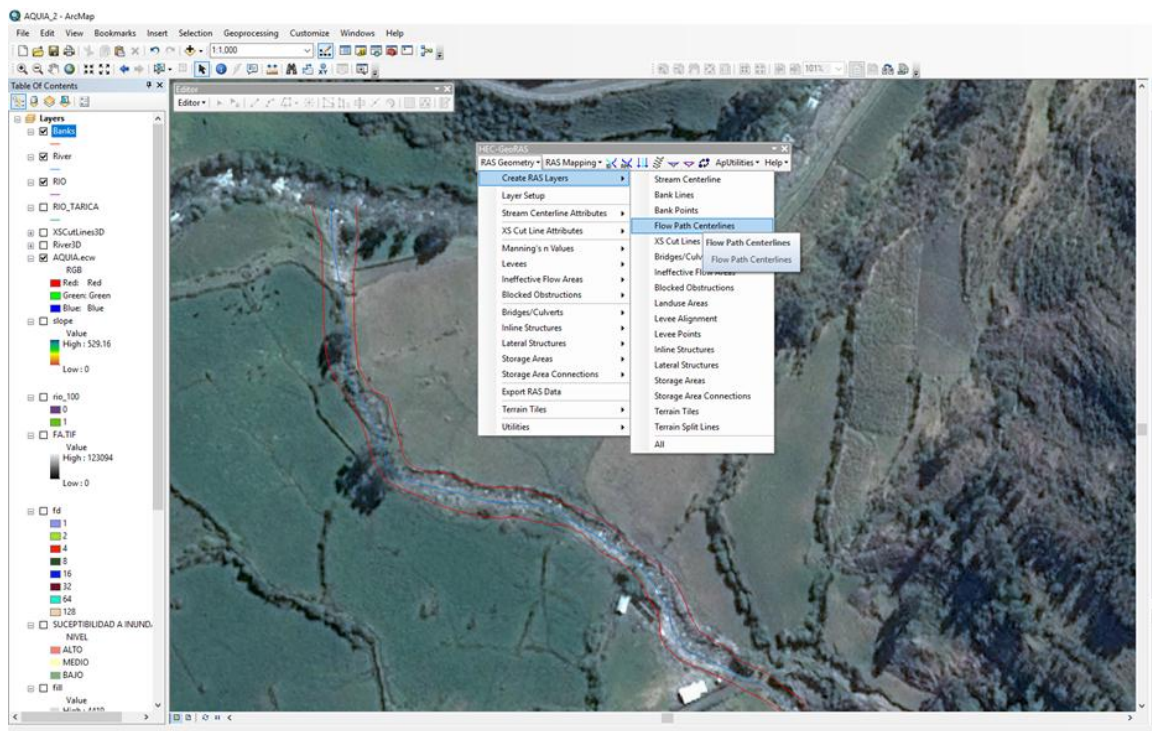 AQUIA_2 - ArcMap
File Edit View Bookmarks Insert Selection Geoprocessing Customize Windows Help
1:1.000
101%
Table Of Contents
Layers
Banks
River
RIO
RIO_TARICA
XSCutLines3D
River3D
AQUIA.ecw
RGB
Red: Red
Green: Green
Blue: Blue
slope
Value
High : 529.16
Low : 0
rio_100
0
1
FA.TIF
Value
High : 123094
Low : 0
fd
1
2
4
8
16
32
64
128
SUCEPTIBILIDAD A INUND
NIVEL
ALTO
MEDIO
BAJO
fill
Value
Editor
Editor
HEC-GeoRAS
RAS Geometry RAS Mapping ApUtilities Help
Create RAS Layers
Layer Setup
Stream Centerline Attributes
XS Cut Line Attributes
Manning's n Values
Levees
Ineffective Flow Areas
Blocked Obstructions
Bridges/Culverts
Inline Structures
Lateral Structures
Storage Areas
Storage Area Connections
Export RAS Data
Terrain Tiles
Utilities
Stream Centerline
Bank Lines
Bank Points
Flow Path Centerlines
XS Cut Lines
Flow Path Centerlines
Bridges/Culv
Flow Path Centerlines
Ineffective Flow Areas
Blocked Obstructions
Landuse Areas
Levee Alignment
Levee Points
Inline Structures
Lateral Structures
Storage Areas
Storage Area Connections
Terrain Tiles
Terrain Split Lines
All